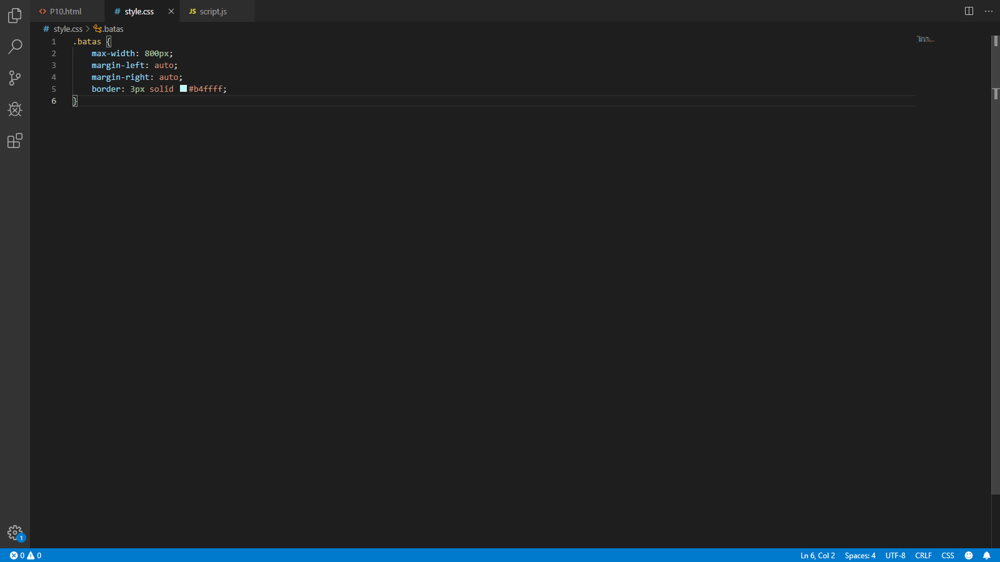 P10.html
# style.css
JS script.js
# style.css > .batas
1 .batas {
2     max-width: 800px;
3     margin-left: auto;
4     margin-right: auto;
5     border: 3px solid #b4ffff;
6 }
1
0 0 Ln 6, Col 2 Spaces: 4 UTF-8 CRLF CSS